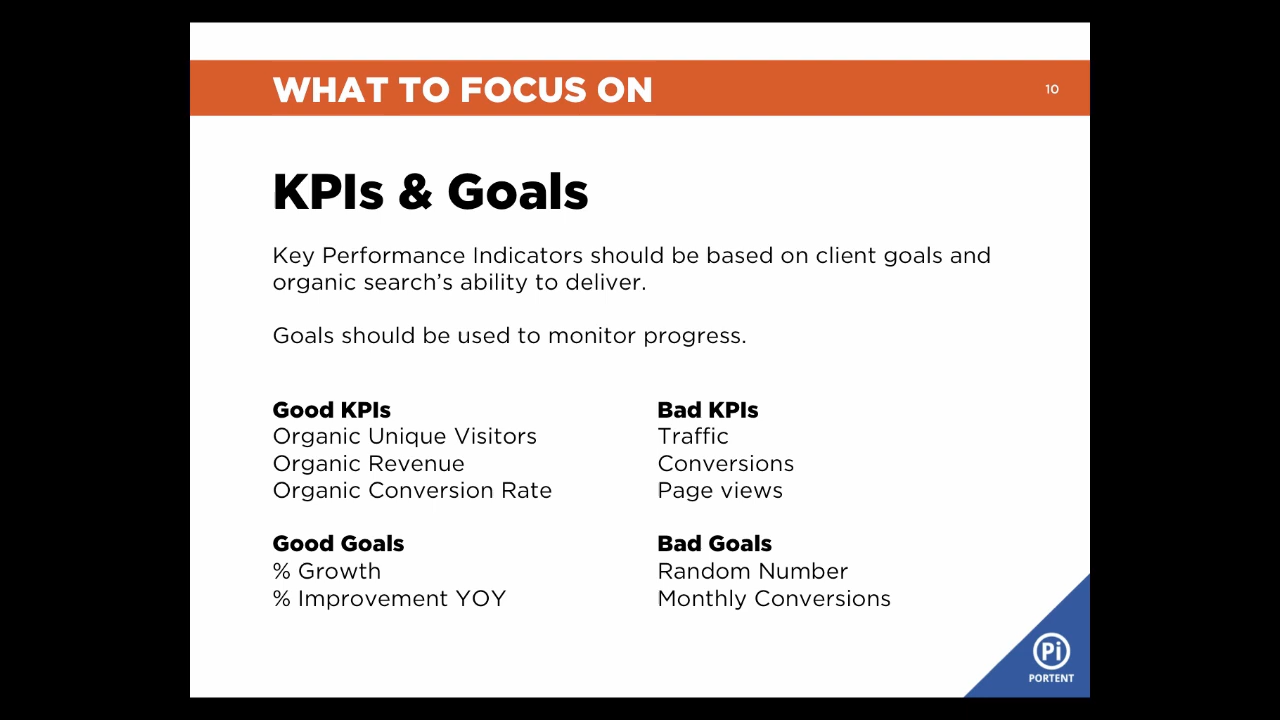 WHAT TO FOCUS ON
10
KPIs & Goals
Key Performance Indicators should be based on client goals and
organic search’s ability to deliver.
Goals should be used to monitor progress.
Good KPIs
Organic Unique Visitors
Organic Revenue
Organic Conversion Rate
Bad KPIs
Traffic
Conversions
Page views
Good Goals
% Growth
% Improvement YOY
Bad Goals
Random Number
Monthly Conversions
Pi
PORTENT